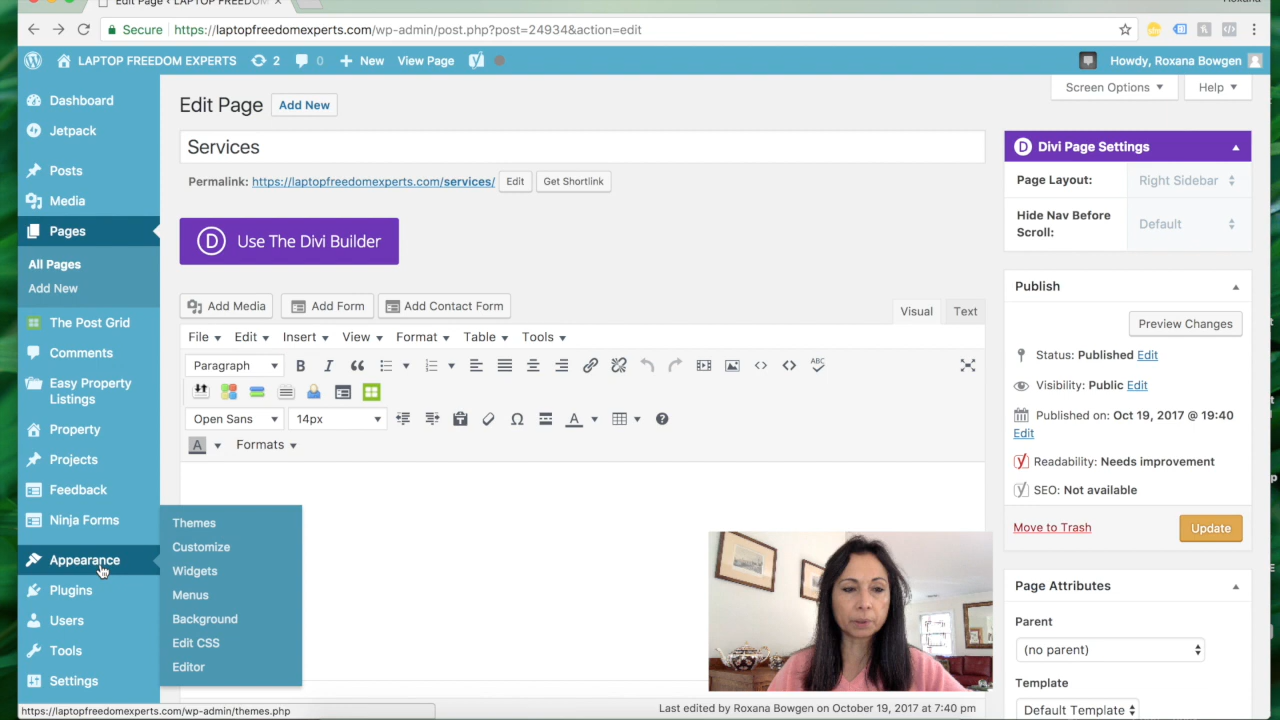 Edit Page ‹ LAPTOP FREEDOM
Roxana
Secure
https://laptopfreedomexperts.com/wp-admin/post.php?post=24934&action=edit
LAPTOP FREEDOM EXPERTS
2
0
New
View Page
Howdy, Roxana Bowgen
Dashboard
Jetpack
Posts
Media
Pages
All Pages
Add New
The Post Grid
Comments
Easy Property
Listings
Property
Projects
Feedback
Ninja Forms
Appearance
Plugins
Users
Tools
Settings
Themes
Customize
Widgets
Menus
Background
Edit CSS
Editor
https://laptopfreedomexperts.com/wp-admin/themes.php
Screen Options
Help
Edit Page
Add New
Services
Permalink: https://laptopfreedomexperts.com/services/
Edit
Get Shortlink
D
Use The Divi Builder
Add Media
Add Form
Add Contact Form
Visual
Text
File
Edit
Insert
View
Format
Table
Tools
Paragraph
B
I
ABC
Open Sans
14px
A
A
Formats
Last edited by Roxana Bowgen on October 19, 2017 at 7:40 pm
D
Divi Page Settings
Page Layout:
Right Sidebar
Hide Nav Before
Scroll:
Default
Publish
Preview Changes
Status: Published Edit
Visibility: Public Edit
Published on: Oct 19, 2017 @ 19:40
Edit
Readability: Needs improvement
SEO: Not available
Move to Trash
Update
Page Attributes
Parent
(no parent)
Template
Default Template